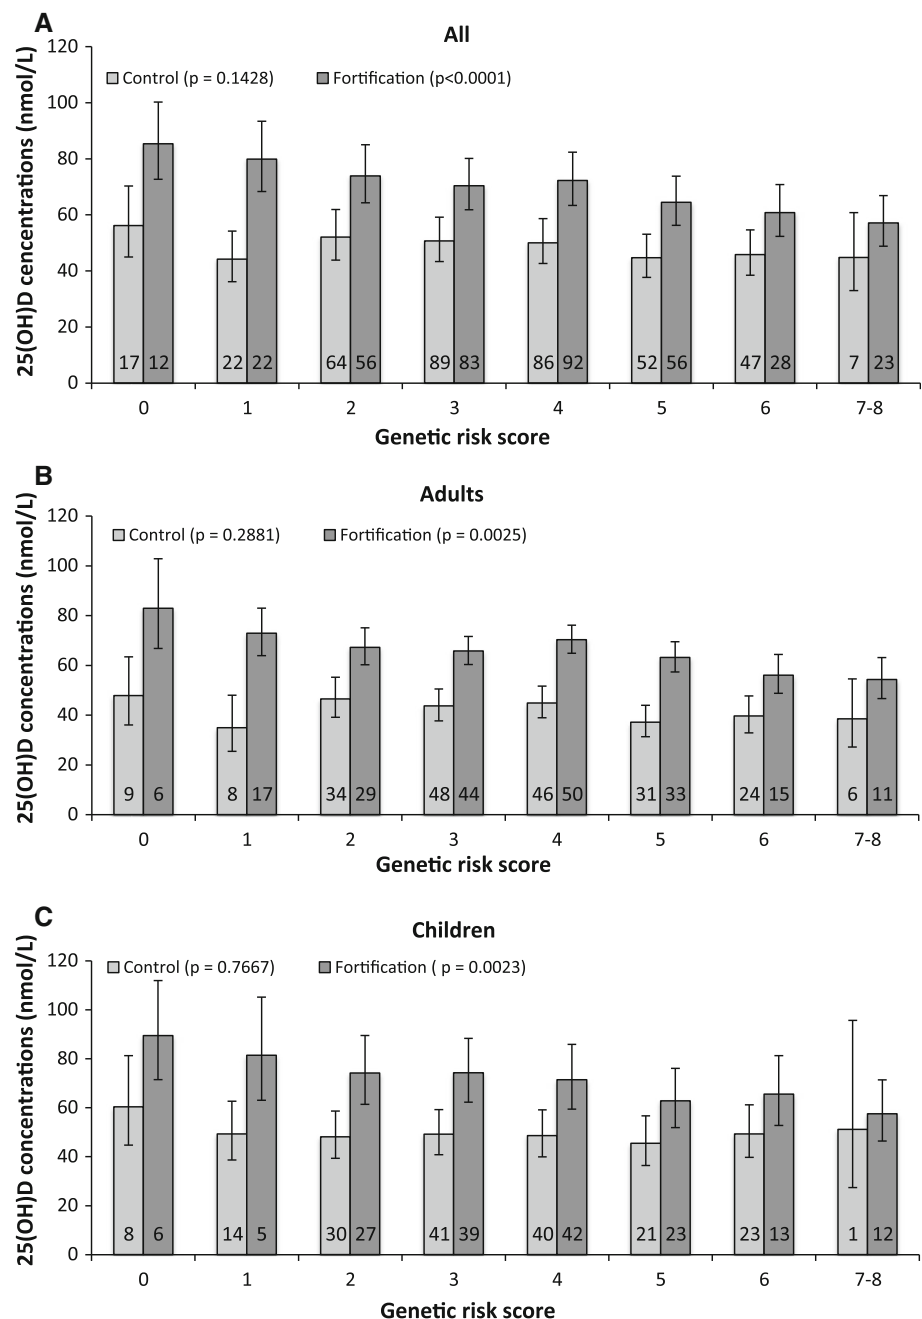 A
All
25(OH)D cencentrations (nmol/L)
120
100
80
60
40
20
0
Control (p = 0.1428)
Fortification (p<0.0001)
17 12 22 22 64 56 89 83 86 92 52 56 47 28 7 23
0 1 2 3 4 5 6 7-8
Genetic risk score
B
Adults
25(OH)D concentrations (nmol/L)
120
100
80
60
40
20
0
Control (p = 0.2881)
Fortification (p = 0.0025)
9 6 8 17 34 29 48 44 46 50 31 33 24 15 6 11
0 1 2 3 4 5 6 7-8
Genetic risk score
C
Children
25(OH)D concentrations (nmol/L)
120
100
80
60
40
20
0
Control (p = 0.7667)
Fortification ( p = 0.0023)
8 6 14 5 30 27 41 39 40 42 21 23 23 13 1 12
0 1 2 3 4 5 6 7-8
Genetic risk score